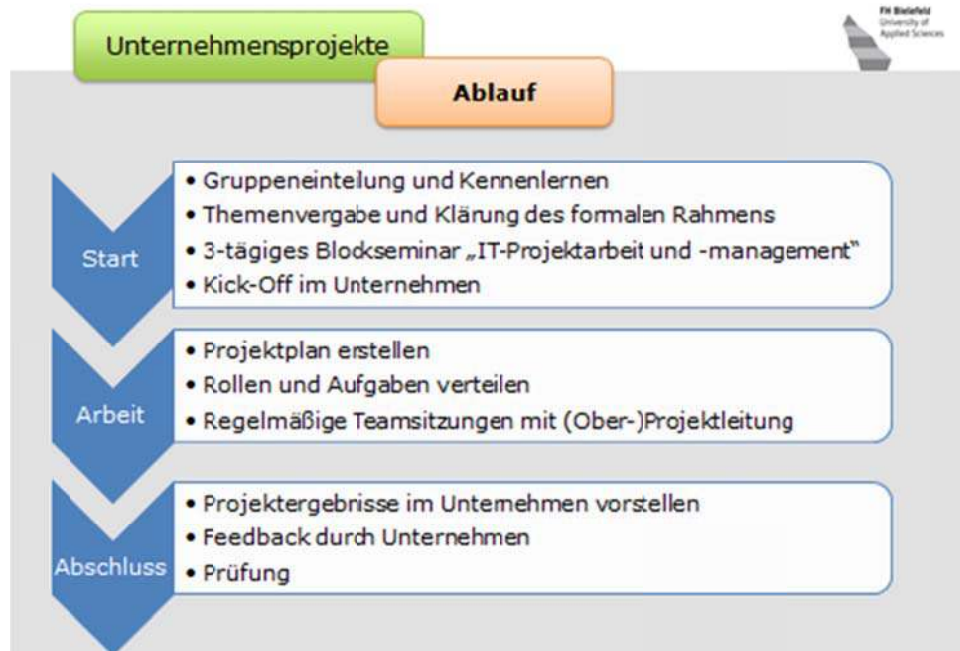 Unternehmensprojekte
FH Bielefeld
University of
Applied Sciences
Ablauf
Start
• Gruppeneinteilung und Kennenlernen
• Themenvergabe und Klärung des formalen Rahmens
• 3-tägiges Blockseminar „IT-Projektarbeit und -management“
• Kick-Off im Unternehmen
Arbeit
• Projektplan erstellen
• Rollen und Aufgaben verteilen
• Regelmäßige Teamsitzungen mit (Ober-)Projektleitung
Abschluss
• Projektergebnisse im Unternehmen vorstellen
• Feedback durch Unternehmen
• Prüfung